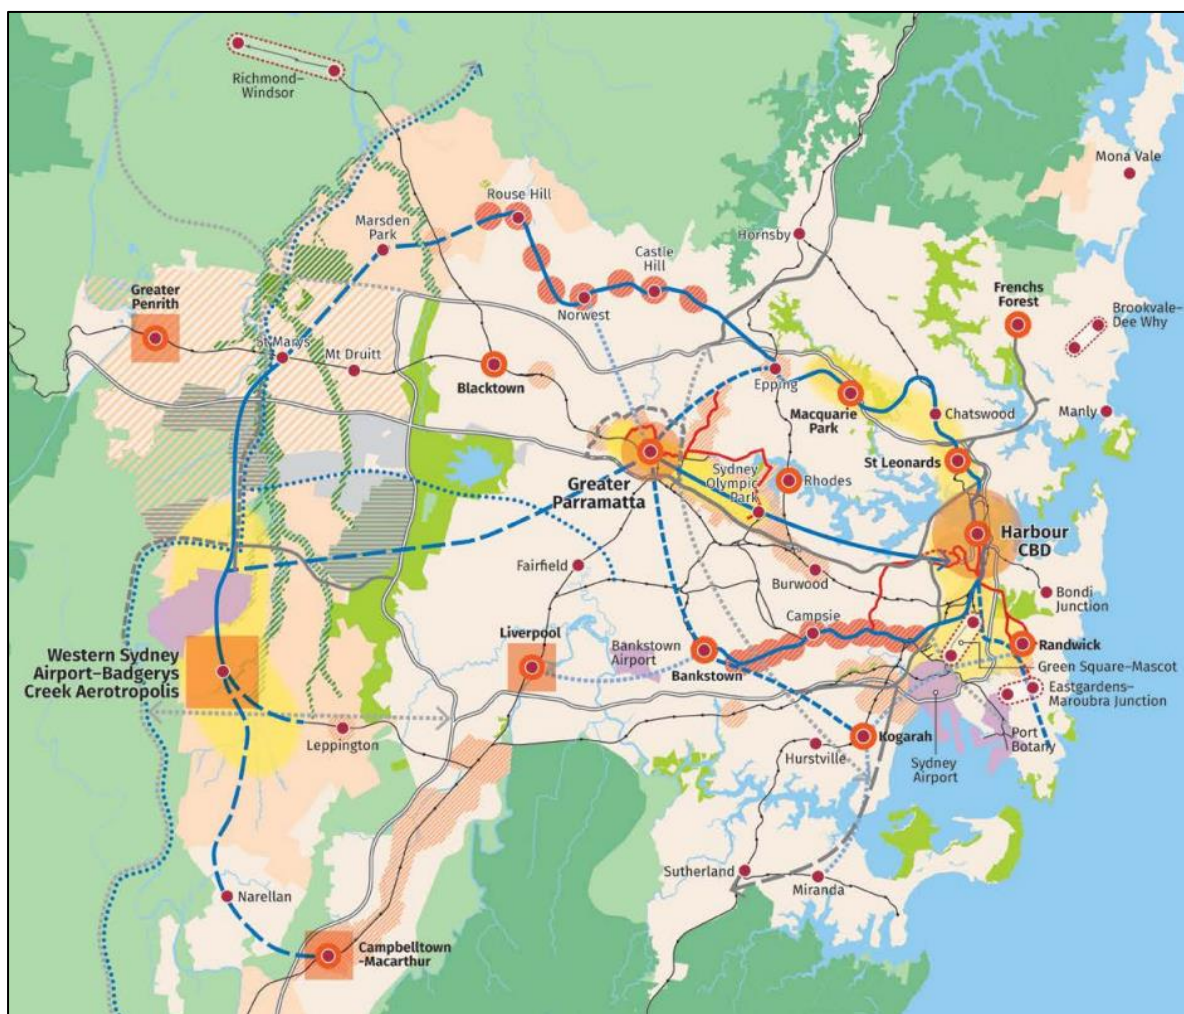 Richmond–
Windsor
Mona Vale
Rouse Hill
Marsden
Park
Hornsby
Castle
Hill
Greater
Penrith
Frenchs
Forest
Norwest
Brookvale–
Dee Why
St Marys
Mt Druitt
Blacktown
Epping
Macquarie
Park
Chatswood
Manly
St Leonards
Greater
Parramatta
Sydney
Olympic
Park
Rhodes
Harbour
CBD
Fairfield
Burwood
Bondi
Junction
Campsie
Liverpool
Bankstown
Airport
Bankstown
Randwick
Green Square–Mascot
Western Sydney
Airport–Badgerys
Creek Aerotropolis
Eastgardens–
Maroubra Junction
Leppington
Kogarah
Hurstville
Sydney
Airport
Port
Botany
Sutherland
Miranda
Narellan
Campbelltown
-Macarthur